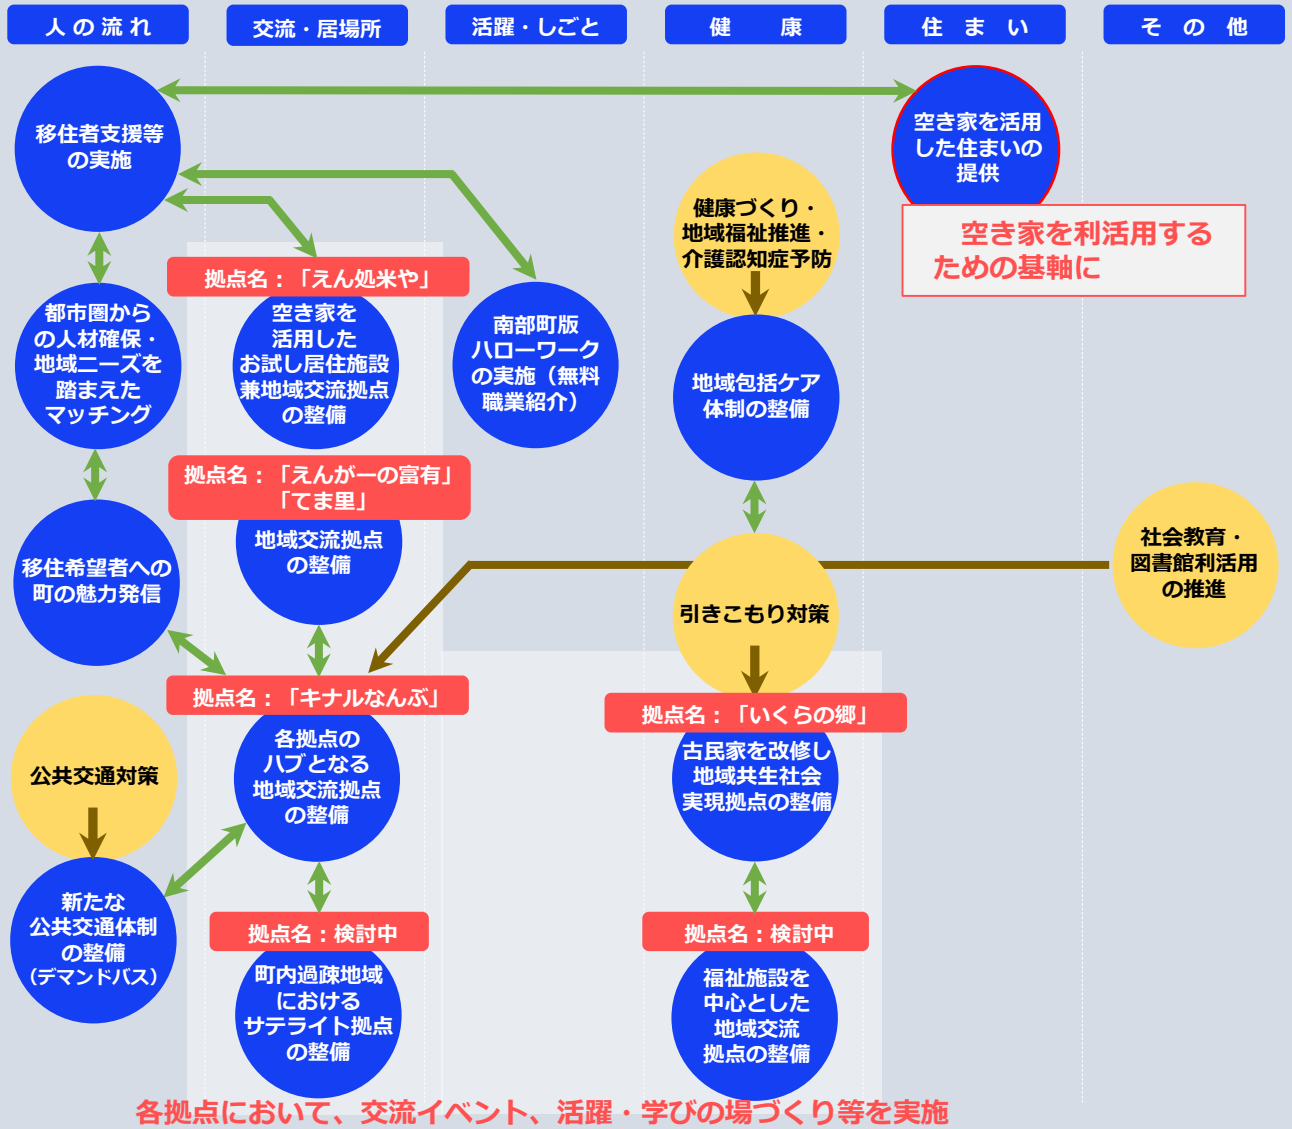 人の流れ
交流・居場所
活躍・しごと
健　康
住　ま　い
そ　の　他
移住者支援等
の実施
都市圏から
の人材確保・
地域ニーズを
踏まえた
マッチング
移住希望者への
町の魅力発信
公共交通対策
新たな
公共交通体制
の整備
（デマンドバス）
拠点名：「えん処米や」
空き家を
活用した
お試し居住施設
兼地域交流拠点
の整備
拠点名：「えんがーの富有」
「てま里」
地域交流拠点
の整備
拠点名：「キナルなんぶ」
各拠点の
ハブとなる
地域交流拠点
の整備
拠点名：検討中
町内過疎地域
における
サテライト拠点
の整備
南部町版
ハローワーク
の実施（無料
職業紹介）
健康づくり・
地域福祉推進・
介護認知症予防
地域包括ケア
体制の整備
引きこもり対策
拠点名：「いくらの郷」
古民家を改修し
地域共生社会
実現拠点の整備
拠点名：検討中
福祉施設を
中心とした
地域交流
拠点の整備
空き家を活用
した住まいの
提供
空き家を利活用する
ための基軸に
社会教育・
図書館利活用
の推進
各拠点において、交流イベント、活躍・学びの場づくり等を実施